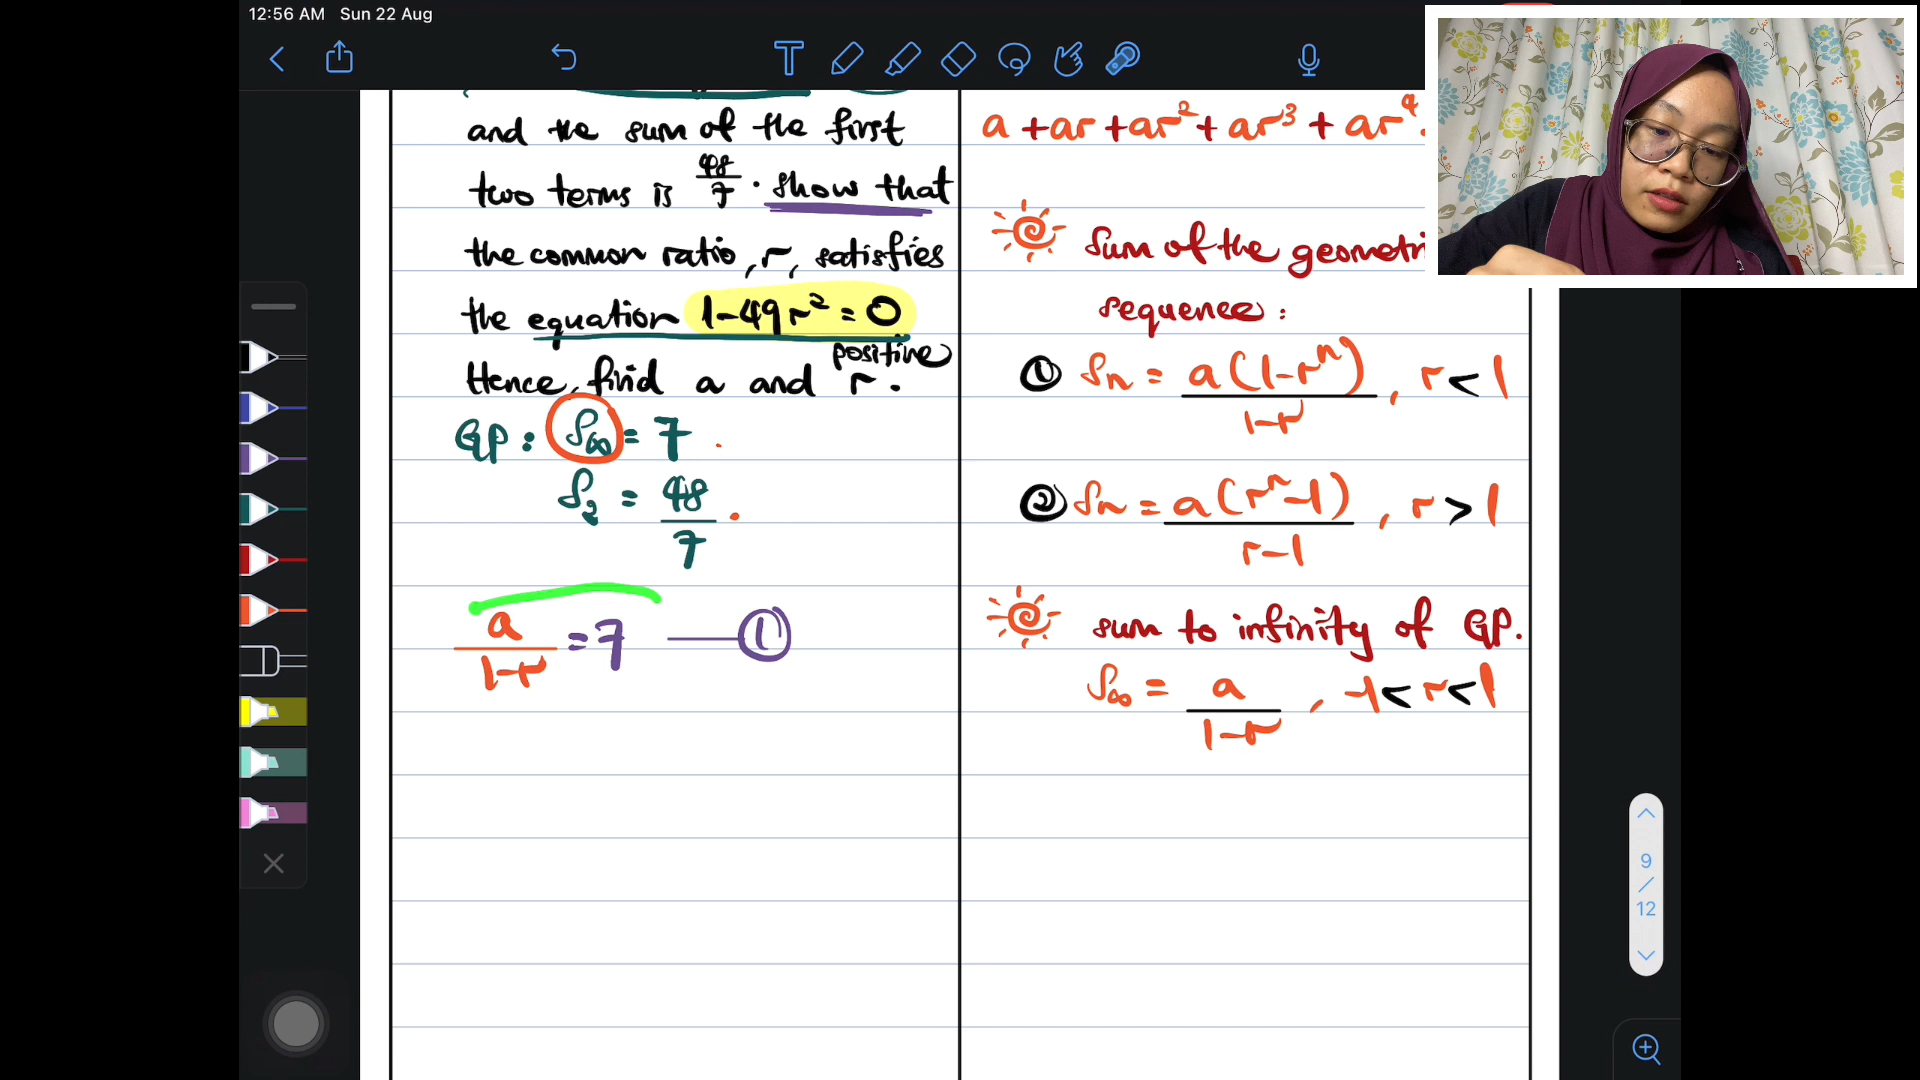 12:56 AM Sun 22 Aug
and the sum of the first
two terms is 48/7 . show that
the common ratio, r, satisfies
the equation 1-49r² = 0
positive
Hence, find a and r.
GP : S∞ = 7 .
S₂ = 48/7 .
a/(1-r) = 7 —— ①
a + ar + ar² + ar³ + ar⁴
Sum of the geometri
sequence :
① Sn = a(1-rⁿ)/(1-r) , r < 1
② Sn = a(rⁿ-1)/(r-1) , r > 1
sum to infinity of GP.
S∞ = a/(1-r) , -1 < r < 1
9
/
12